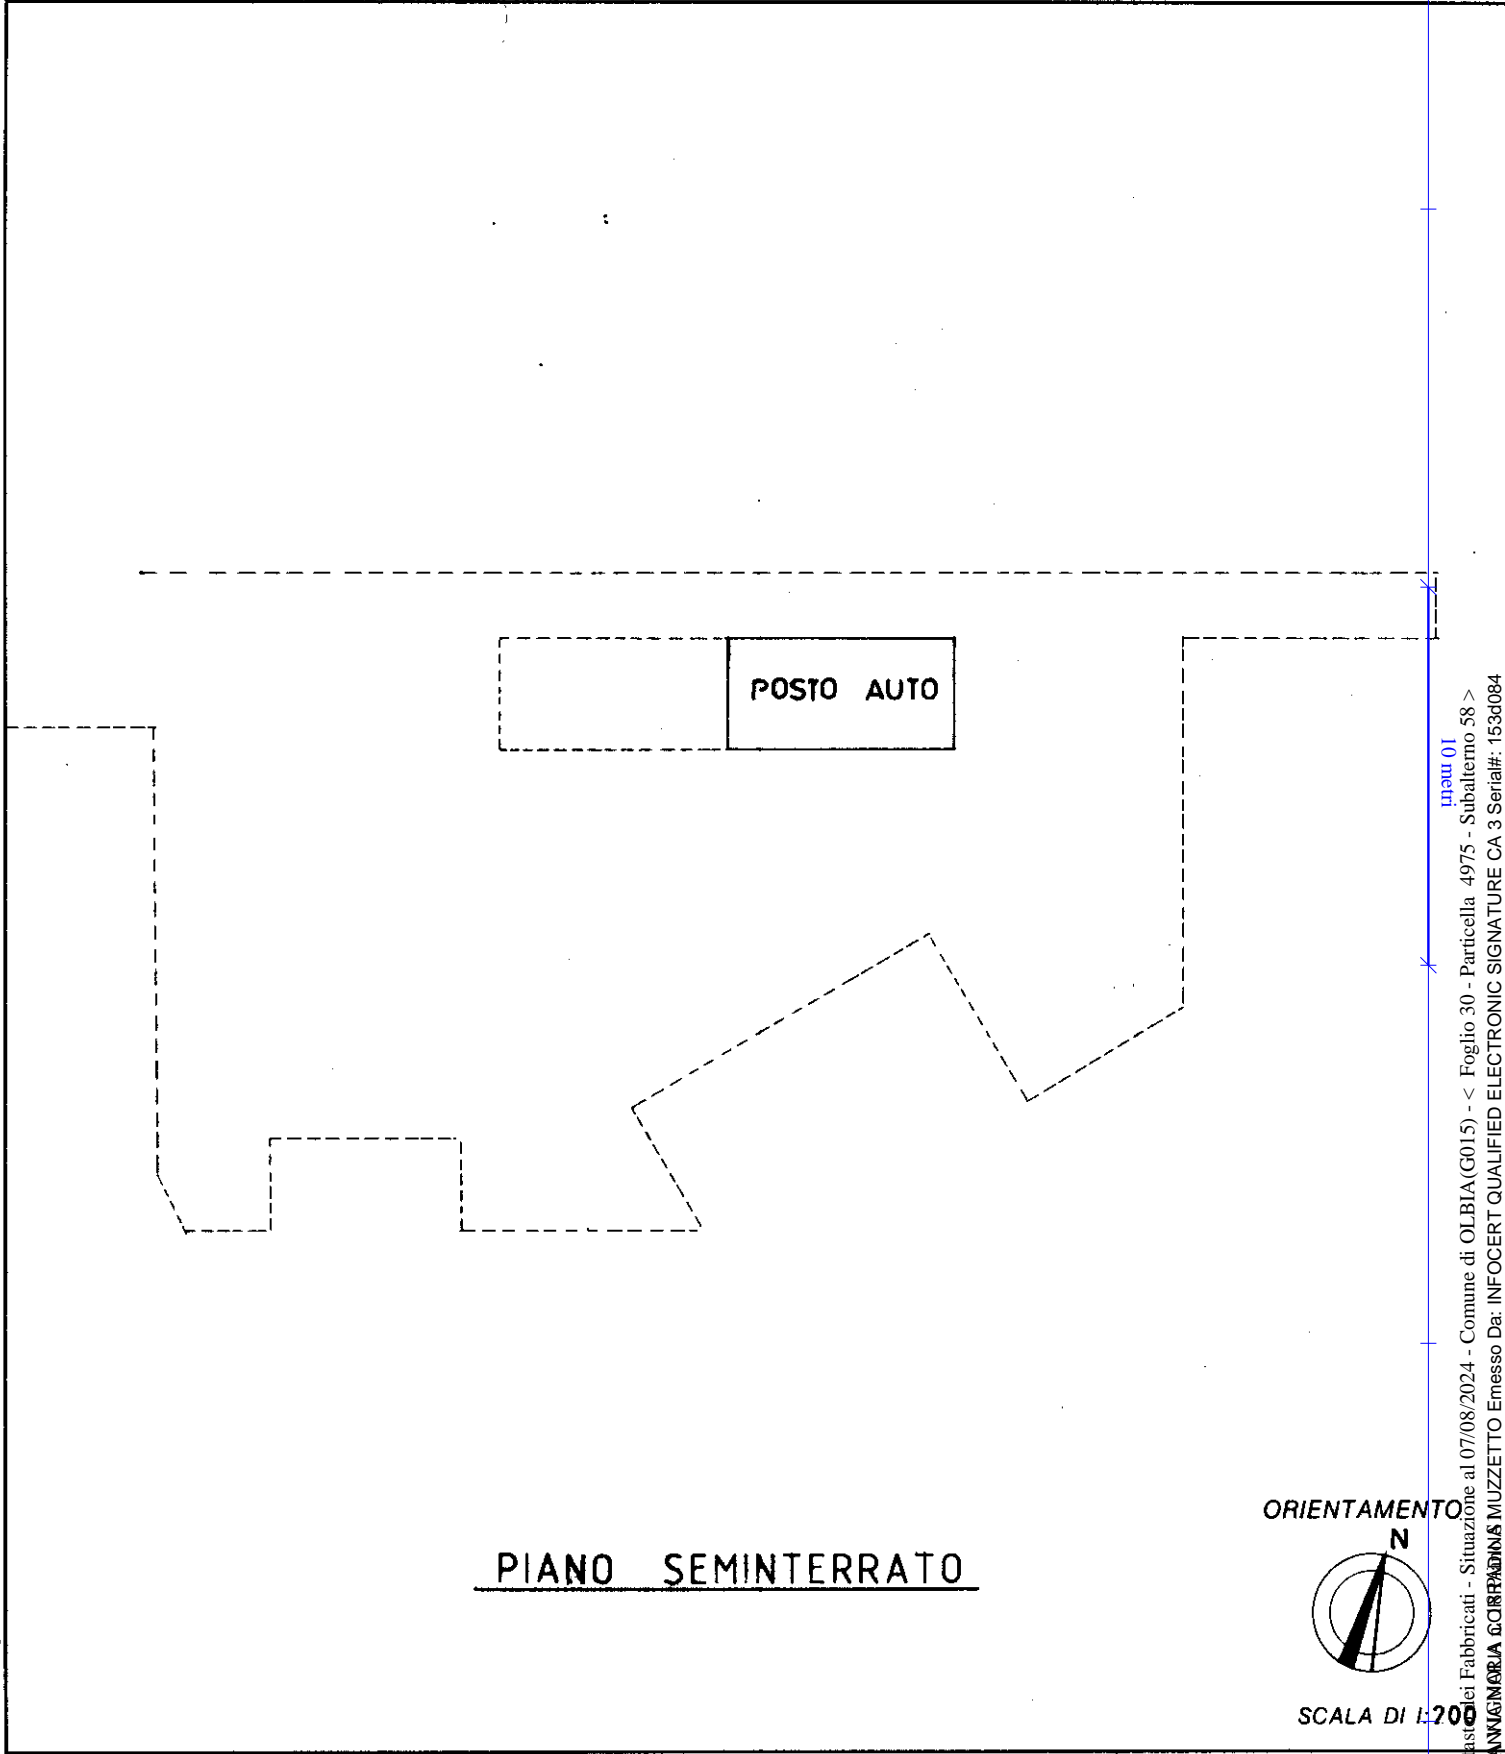 POSTO AUTO
10 metri
PIANO SEMINTERRATO
ORIENTAMENTO
N
SCALA DI 1:200
dei Fabbricati - Situazione al 07/08/2024 - Comune di OLBIA(G015) - < Foglio 30 - Particella 4975 - Subalterno 58 >
MUZZETTO Emesso Da: INFOCERT QUALIFIED ELECTRONIC SIGNATURE CA 3 Serial#: 153d084